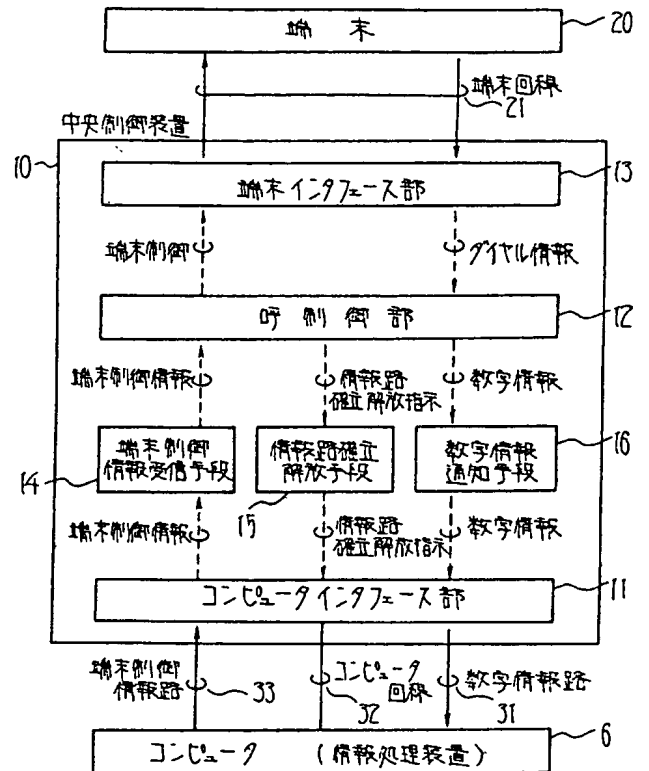 端末
20
端末回線
21
中央制御装置
10
端末インタフェース部
13
端末制御
ダイヤル情報
呼制御部
12
端末制御情報
情報路
確立解放指示
数字情報
端末制御
情報受信手段
14
情報路確立
解放手段
15
数字情報
通知手段
16
端末制御情報
情報路
確立解放指示
数字情報
コンピュータインタフェース部
11
端末制御
情報路
33
コンピュータ
回線
32
数字情報路
31
コンピュータ (情報処理装置)
6